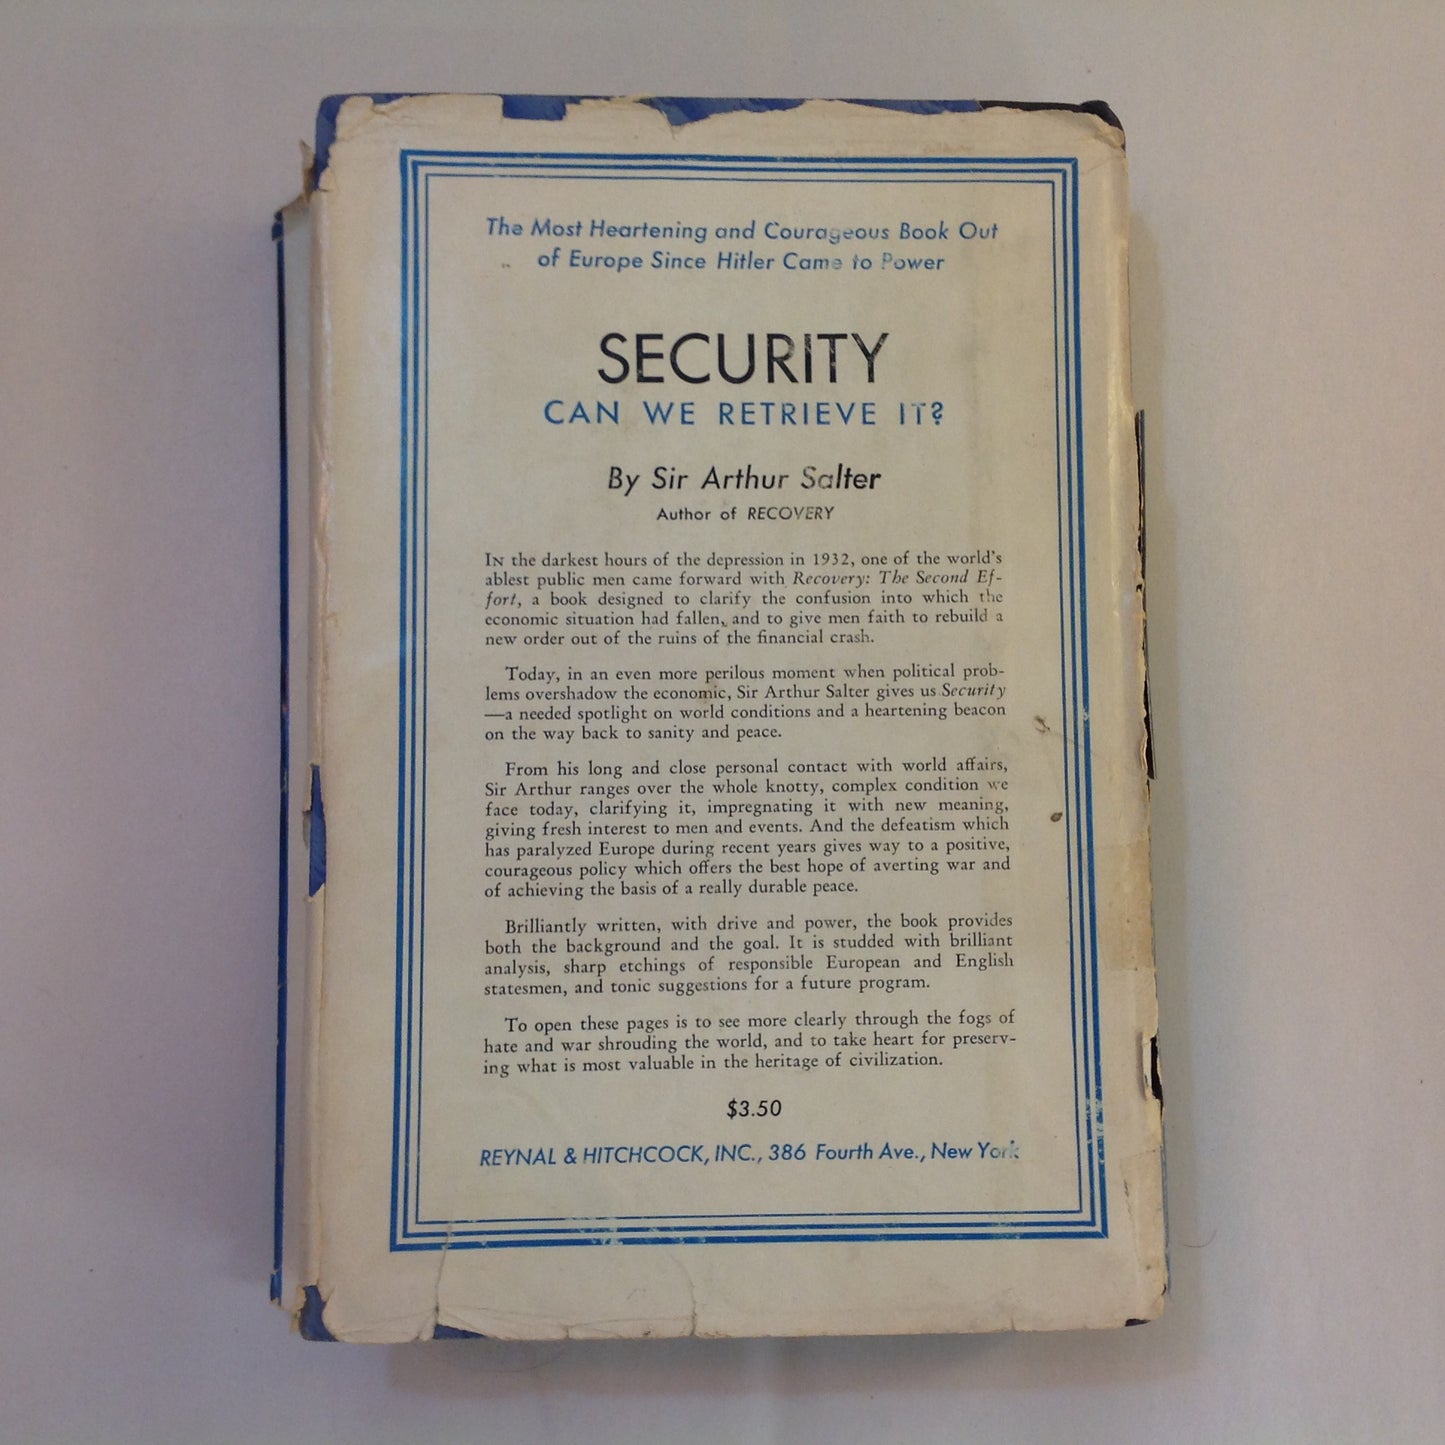 The Most Heartening and Courageous Book Out
of Europe Since Hitler Came to Power
SECURITY
CAN WE RETRIEVE IT?
By Sir Arthur Salter
Author of RECOVERY
IN the darkest hours of the depression in 1932, one of the world's
ablest public men came forward with Recovery: The Second Ef-
fort, a book designed to clarify the confusion into which the
economic situation had fallen, and to give men faith to rebuild a
new order out of the ruins of the financial crash.
Today, in an even more perilous moment when political prob-
lems overshadow the economic, Sir Arthur Salter gives us Security
—a needed spotlight on world conditions and a heartening beacon
on the way back to sanity and peace.
From his long and close personal contact with world affairs,
Sir Arthur ranges over the whole knotty, complex condition we
face today, clarifying it, impregnating it with new meaning,
giving fresh interest to men and events. And the defeatism which
has paralyzed Europe during recent years gives way to a positive,
courageous policy which offers the best hope of averting war and
of achieving the basis of a really durable peace.
Brilliantly written, with drive and power, the book provides
both the background and the goal. It is studded with brilliant
analysis, sharp etchings of responsible European and English
statesmen, and tonic suggestions for a future program.
To open these pages is to see more clearly through the fogs of
hate and war shrouding the world, and to take heart for preserv-
ing what is most valuable in the heritage of civilization.
$3.50
REYNAL & HITCHCOCK, INC., 386 Fourth Ave., New York